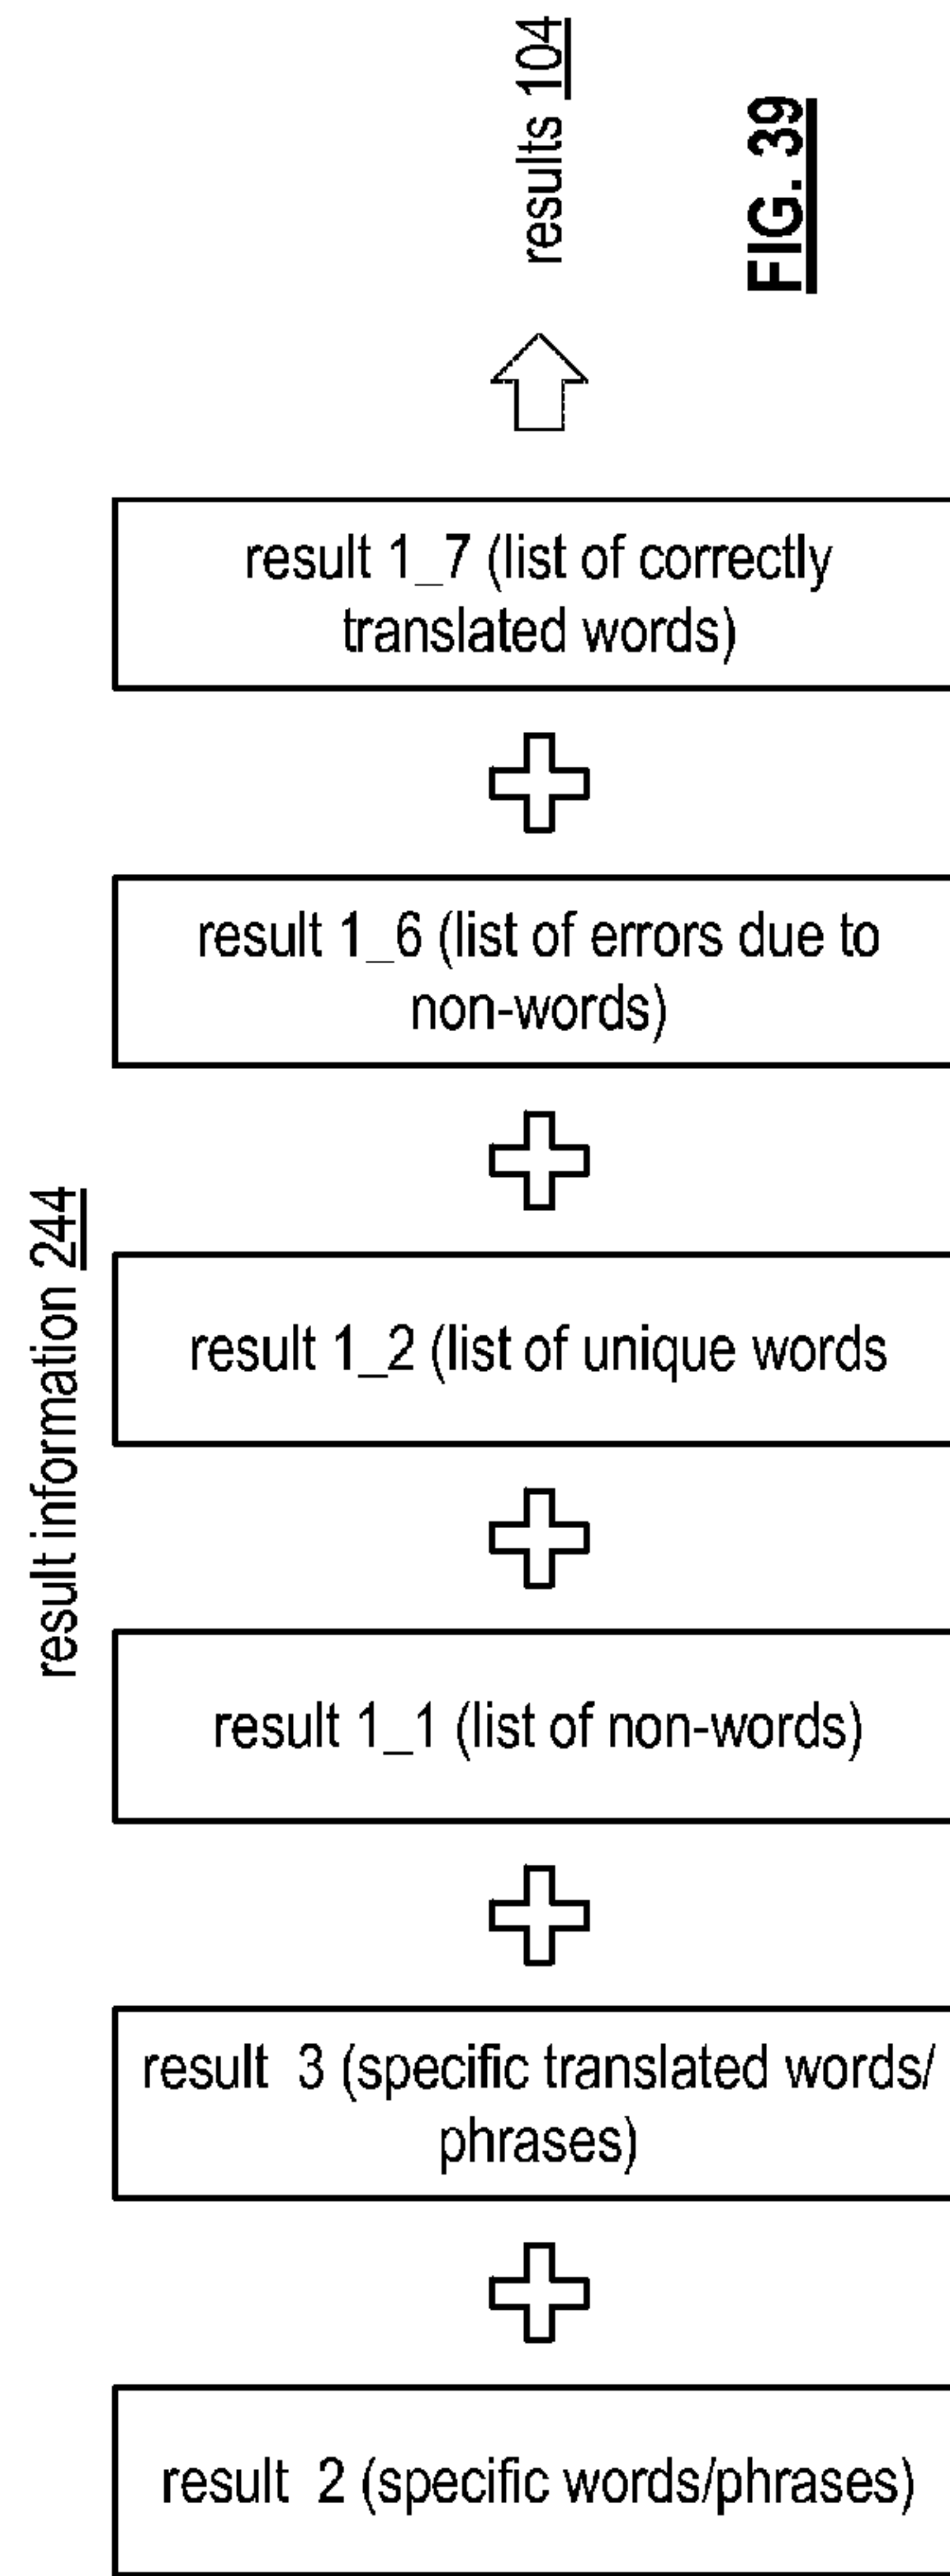 results 104
FIG. 39
result 1_7 (list of correctly
translated words)
result 1_6 (list of errors due to
non-words)
result information 244
result 1_2 (list of unique words
result 1_1 (list of non-words)
result 3 (specific translated words/
phrases)
result 2 (specific words/phrases)